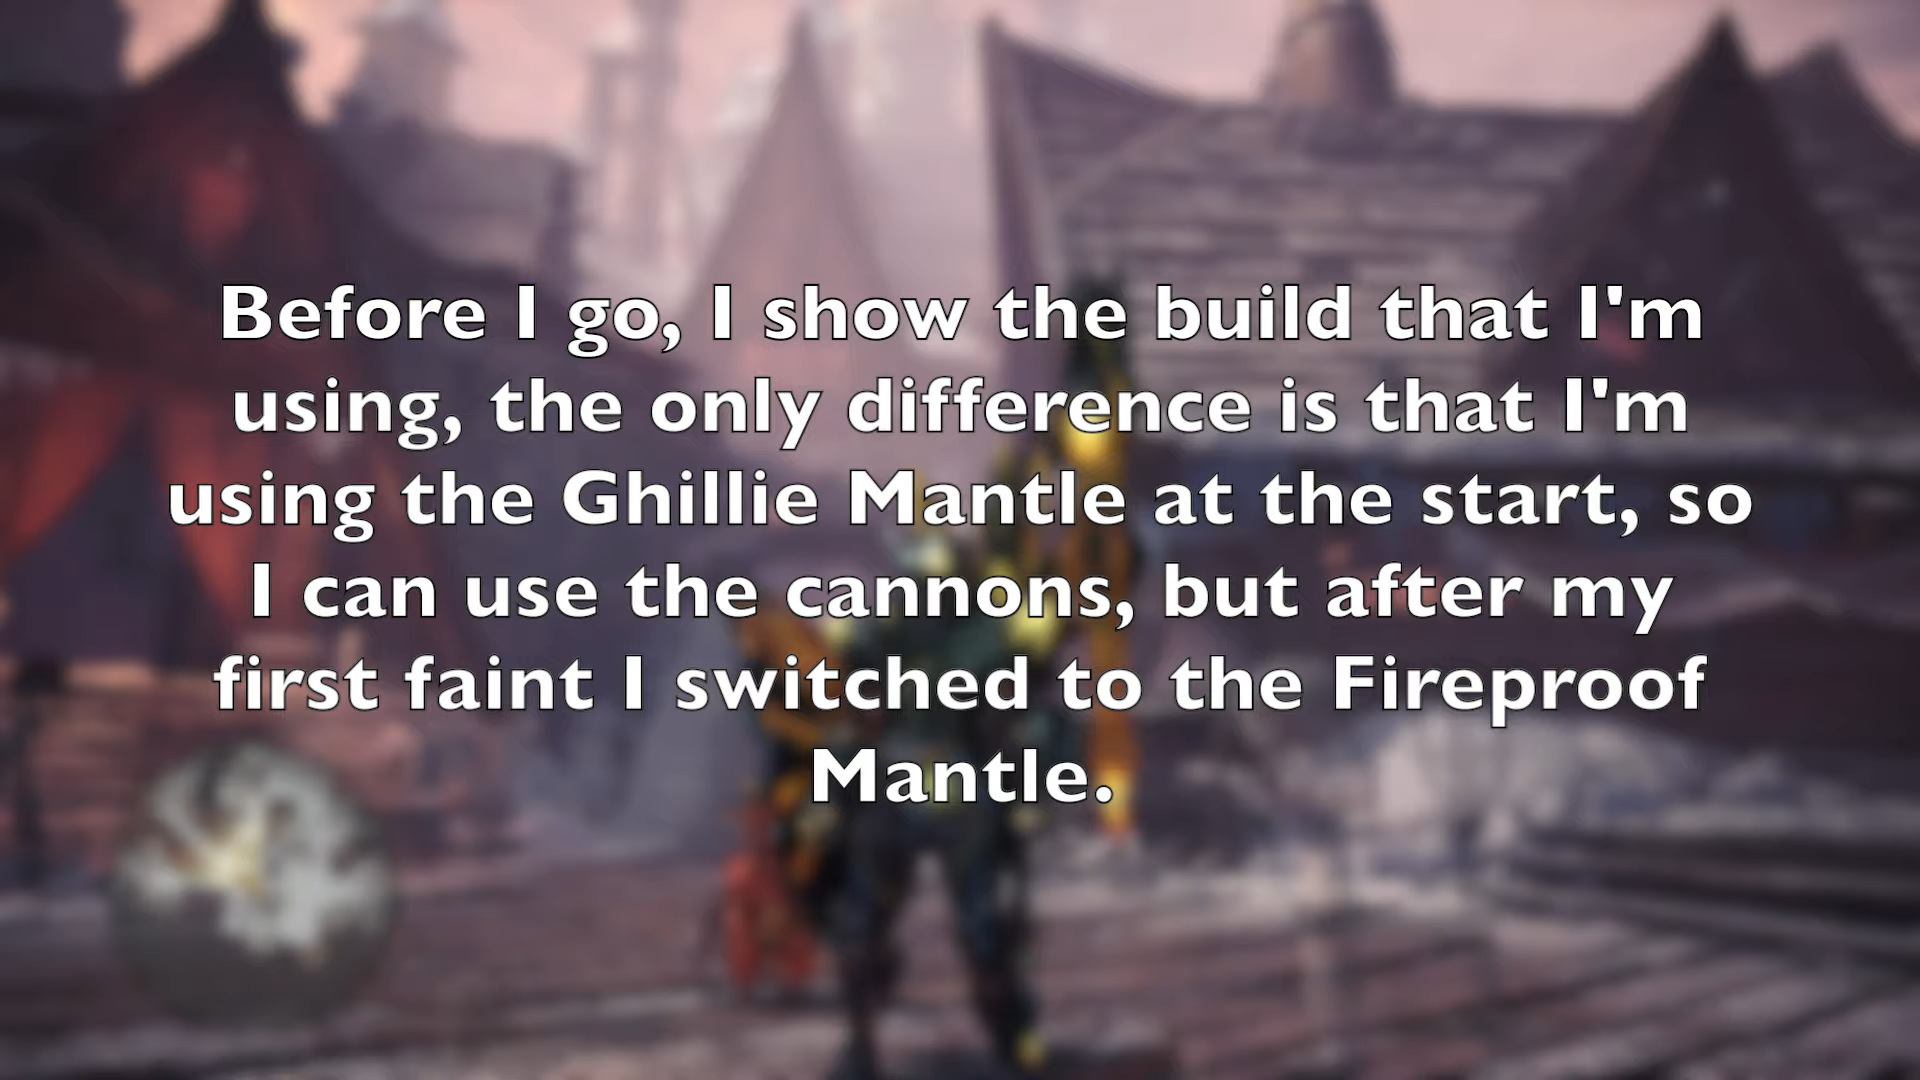 Before I go, I show the build that I'm
using, the only difference is that I'm
using the Ghillie Mantle at the start, so
I can use the cannons, but after my
first faint I switched to the Fireproof
Mantle.